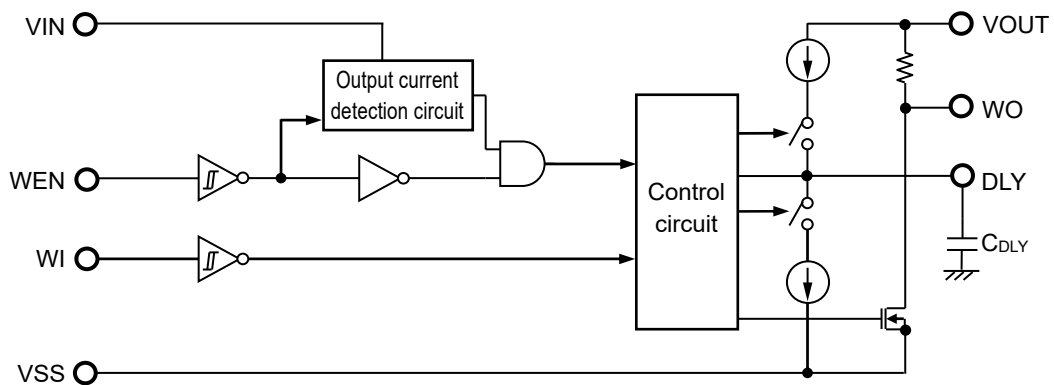 VIN
VOUT
Output current
detection circuit
WO
WEN
DLY
Control
circuit
WI
CDLY
VSS